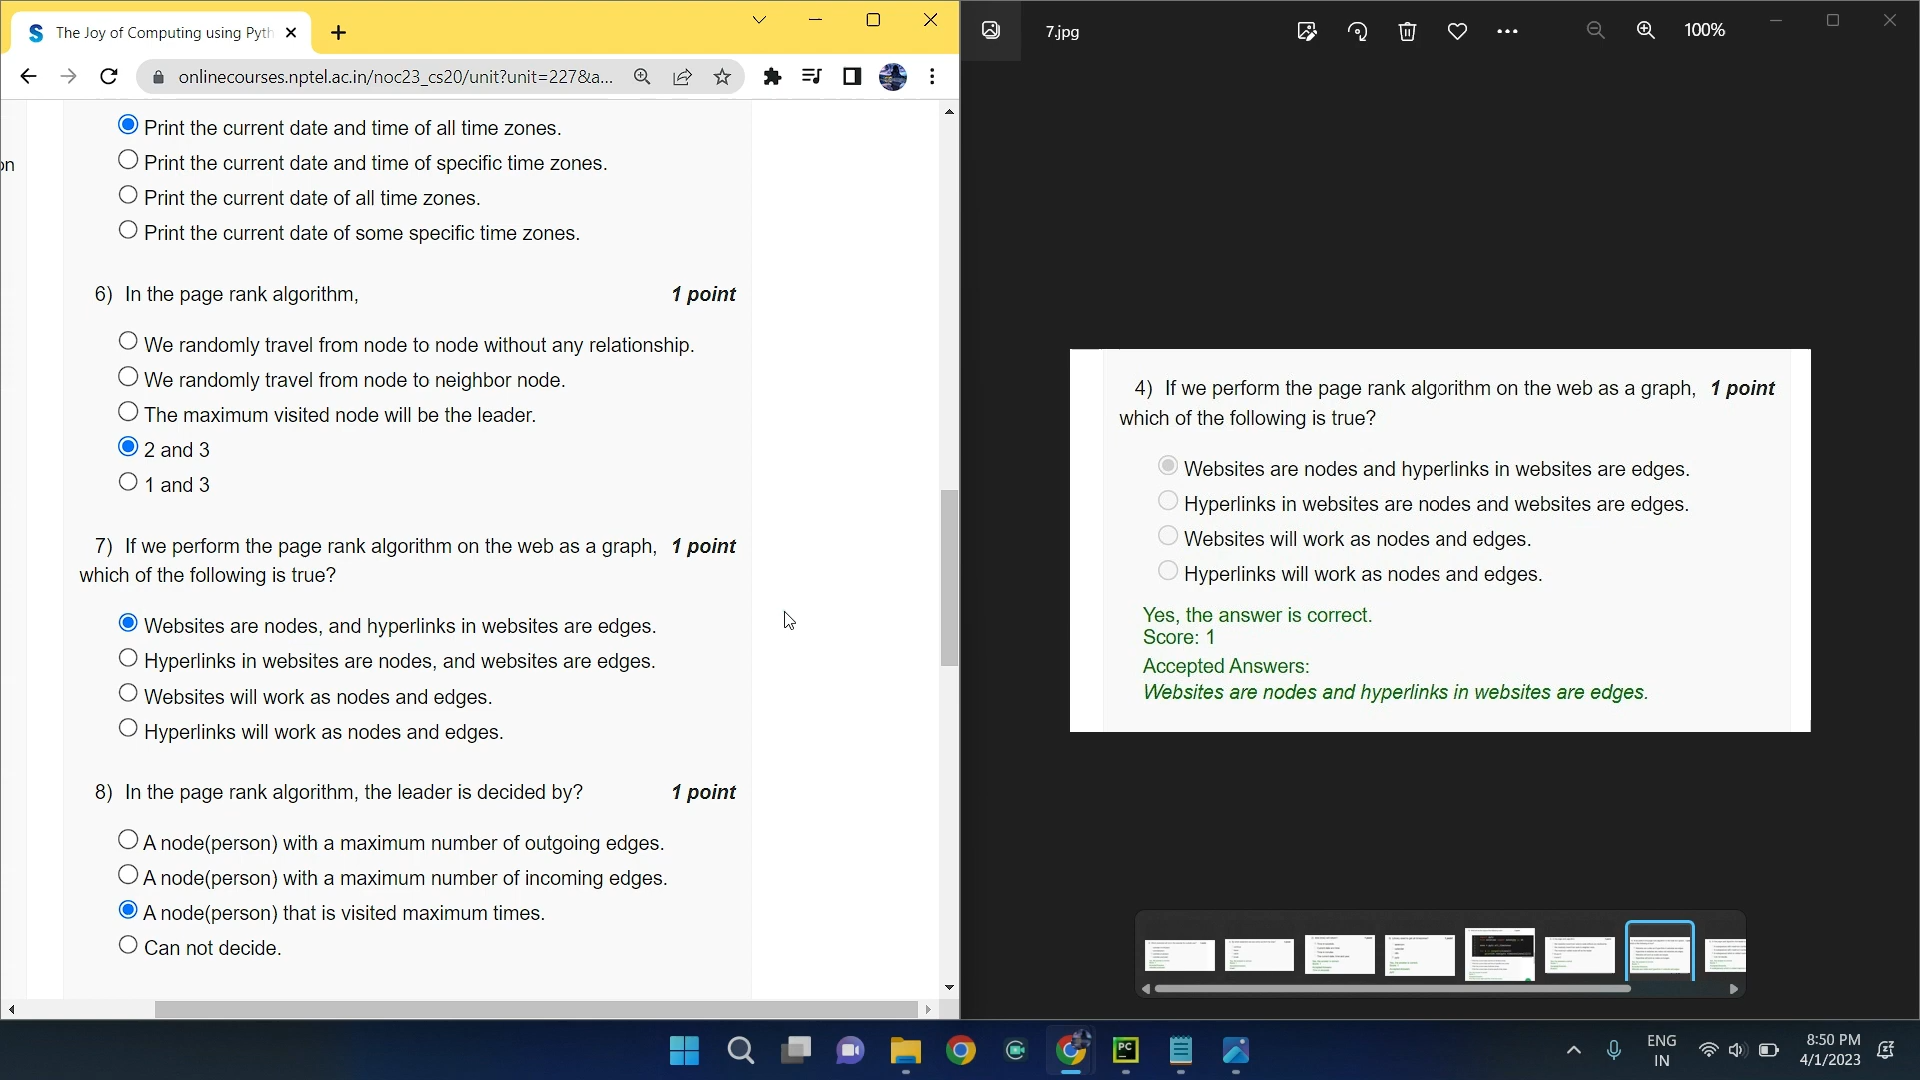 The Joy of Computing using Pyth
onlinecourses.nptel.ac.in/noc23_cs20/unit?unit=227&a...
on
Print the current date and time of all time zones.
Print the current date and time of specific time zones.
Print the current date of all time zones.
Print the current date of some specific time zones.
6) In the page rank algorithm, 1 point
We randomly travel from node to node without any relationship.
We randomly travel from node to neighbor node.
The maximum visited node will be the leader.
2 and 3
1 and 3
7) If we perform the page rank algorithm on the web as a graph, 1 point
which of the following is true?
Websites are nodes, and hyperlinks in websites are edges.
Hyperlinks in websites are nodes, and websites are edges.
Websites will work as nodes and edges.
Hyperlinks will work as nodes and edges.
8) In the page rank algorithm, the leader is decided by? 1 point
A node(person) with a maximum number of outgoing edges.
A node(person) with a maximum number of incoming edges.
A node(person) that is visited maximum times.
Can not decide.
7.jpg
100%
4) If we perform the page rank algorithm on the web as a graph, 1 point
which of the following is true?
Websites are nodes and hyperlinks in websites are edges.
Hyperlinks in websites are nodes and websites are edges.
Websites will work as nodes and edges.
Hyperlinks will work as nodes and edges.
Yes, the answer is correct.
Score: 1
Accepted Answers:
Websites are nodes and hyperlinks in websites are edges.
PC
ENG
IN
8:50 PM
4/1/2023